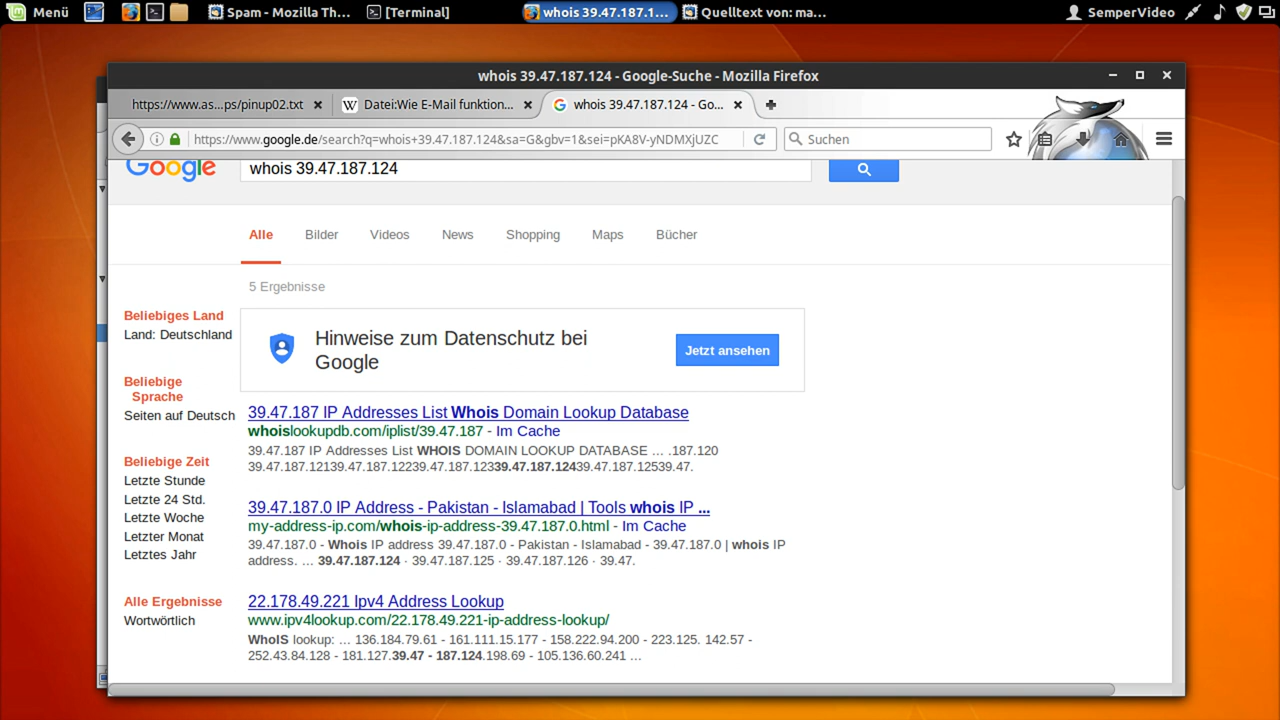 Menü
Spam - Mozilla Th...
[Terminal]
whois 39.47.187.1...
Quelltext von: ma...
SemperVideo
whois 39.47.187.124 - Google-Suche - Mozilla Firefox
https://www.as...ps/pinup02.txt
W Datei:Wie E-Mail funktion...
G whois 39.47.187.124 - Go...
https://www.google.de/search?q=whois+39.47.187.124&sa=G&gbv=1&sei=pKA8V-yNDMXjUZC
Suchen
Google
whois 39.47.187.124
Alle Bilder Videos News Shopping Maps Bücher
5 Ergebnisse
Beliebiges Land
Land: Deutschland
Beliebige
Sprache
Seiten auf Deutsch
Beliebige Zeit
Letzte Stunde
Letzte 24 Std.
Letzte Woche
Letzter Monat
Letztes Jahr
Alle Ergebnisse
Wortwörtlich
Hinweise zum Datenschutz bei
Google
Jetzt ansehen
39.47.187 IP Addresses List Whois Domain Lookup Database
whoislookupdb.com/iplist/39.47.187 - Im Cache
39.47.187 IP Addresses List WHOIS DOMAIN LOOKUP DATABASE ... .187.120
39.47.187.12139.47.187.12239.47.187.12339.47.187.12439.47.187.12539.47.
39.47.187.0 IP Address - Pakistan - Islamabad | Tools whois IP ...
my-address-ip.com/whois-ip-address-39.47.187.0.html - Im Cache
39.47.187.0 - Whois IP address 39.47.187.0 - Pakistan - Islamabad - 39.47.187.0 | whois IP
address. ... 39.47.187.124 · 39.47.187.125 · 39.47.187.126 · 39.47.
22.178.49.221 Ipv4 Address Lookup
www.ipv4lookup.com/22.178.49.221-ip-address-lookup/
WhoIS lookup: ... 136.184.79.61 - 161.111.15.177 - 158.222.94.200 - 223.125. 142.57 -
252.43.84.128 - 181.127.39.47 - 187.124.198.69 - 105.136.60.241 ...